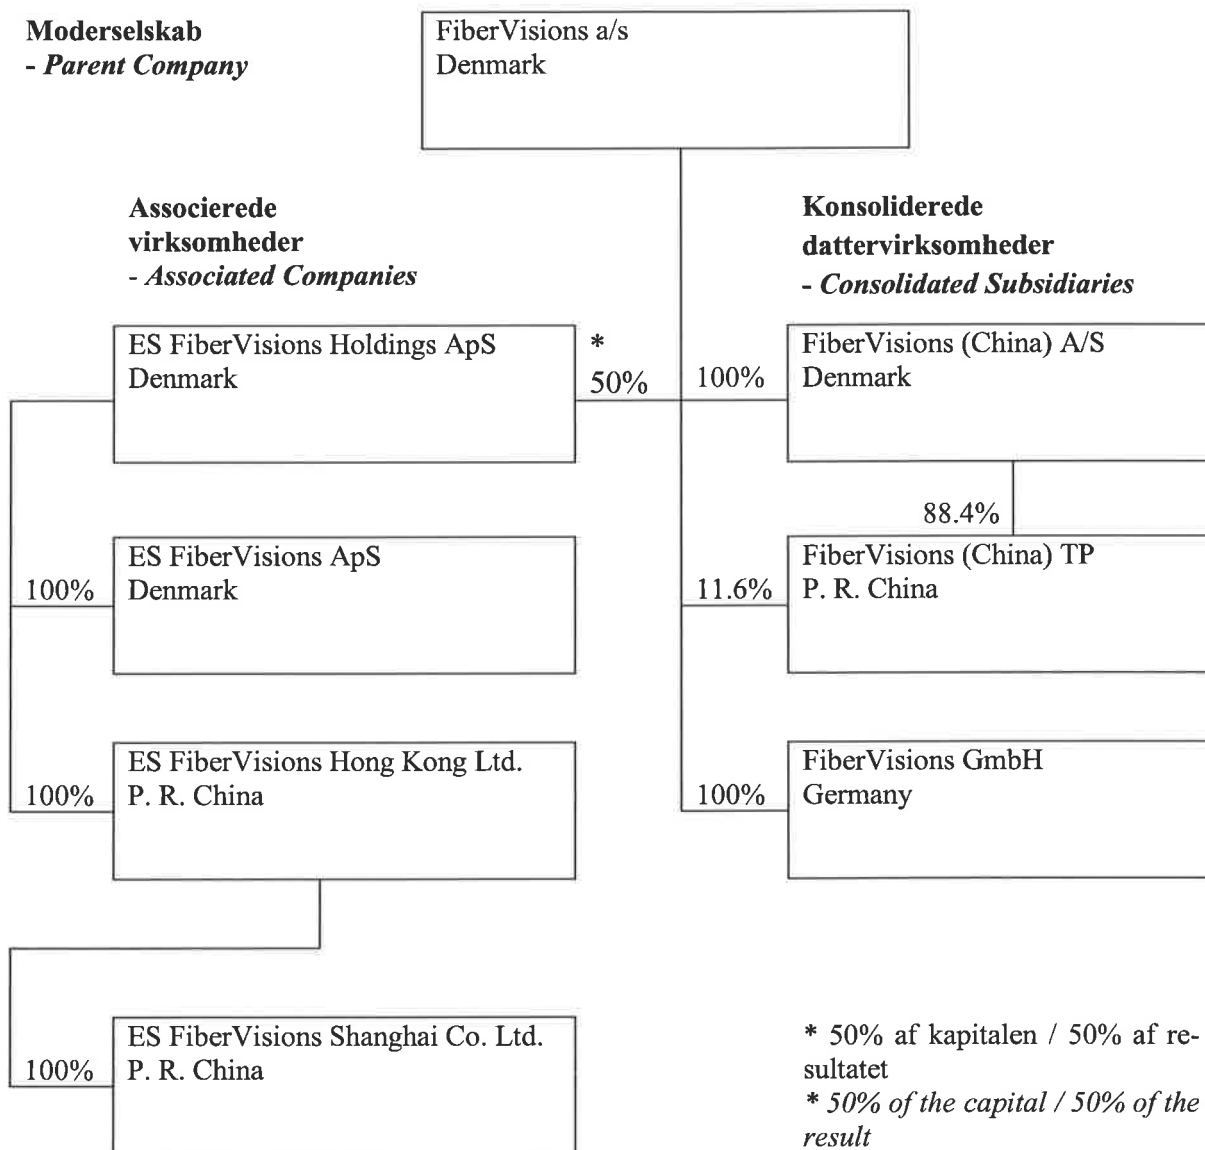 Moderselskab
- Parent Company
FiberVisions a/s
Denmark
Associerede
virksomheder
- Associated Companies
Konsoliderede
dattervirksomheder
- Consolidated Subsidiaries
ES FiberVisions Holdings ApS
Denmark
*
50%
100%
FiberVisions (China) A/S
Denmark
88.4%
100%
ES FiberVisions ApS
Denmark
11.6%
FiberVisions (China) TP
P. R. China
100%
ES FiberVisions Hong Kong Ltd.
P. R. China
100%
FiberVisions GmbH
Germany
100%
ES FiberVisions Shanghai Co. Ltd.
P. R. China
* 50% af kapitalen / 50% af re-
sultatet
* 50% of the capital / 50% of the
result